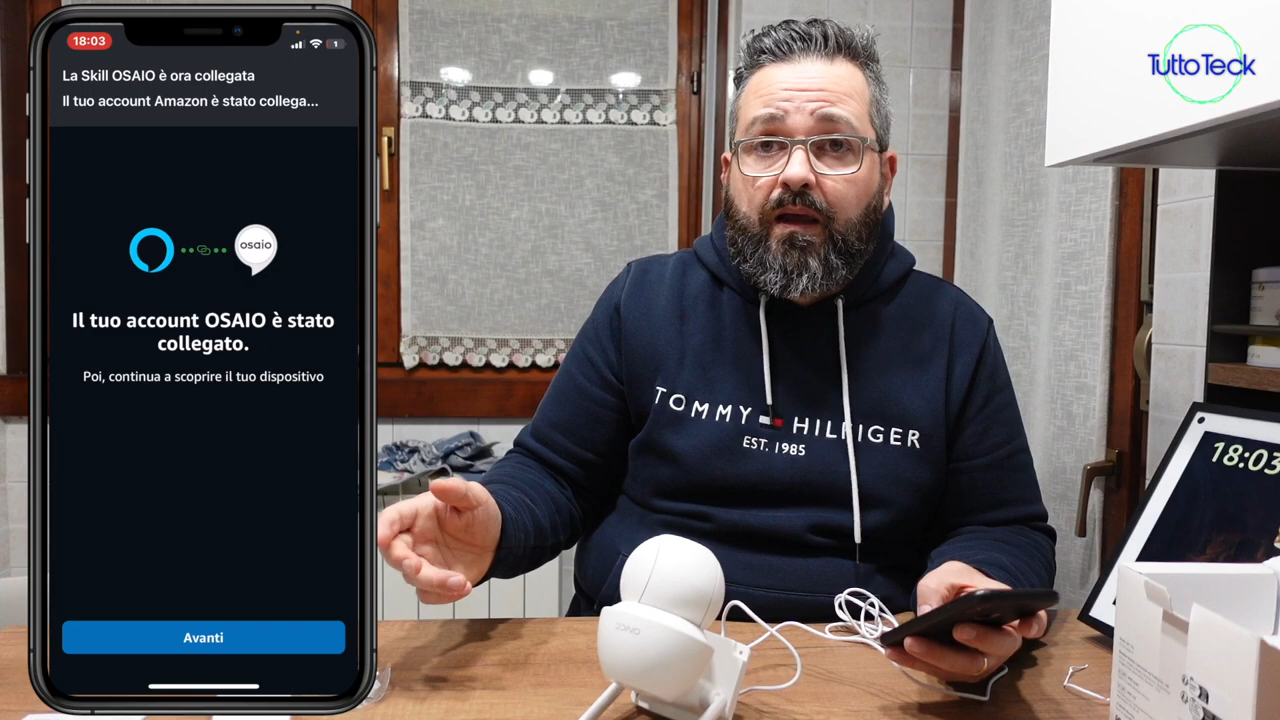 18:03
1
La Skill OSAIO è ora collegata
Il tuo account Amazon è stato collega...
osaio
Il tuo account OSAIO è stato
collegato.
Poi, continua a scoprire il tuo dispositivo
Avanti
TuttoTeck
TOMMY HILFIGER
EST. 1985
18:03